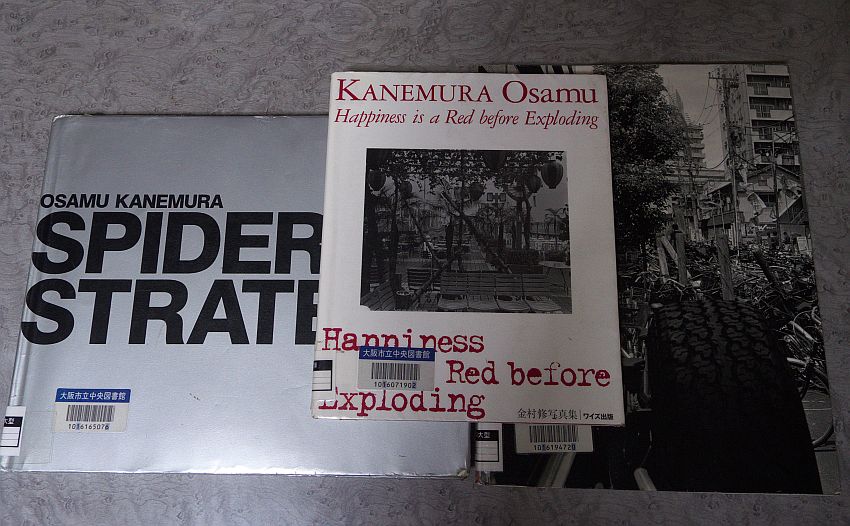 OSAMU KANEMURA
SPIDER
STRATE
大阪市立中央図書館
1016165076
大型
KANEMURA Osamu
Happiness is a Red before Exploding
Happiness
大阪市立中央図書館
1016071902
Red before
Exploding
金村修写真集 ワイズ出版
大型